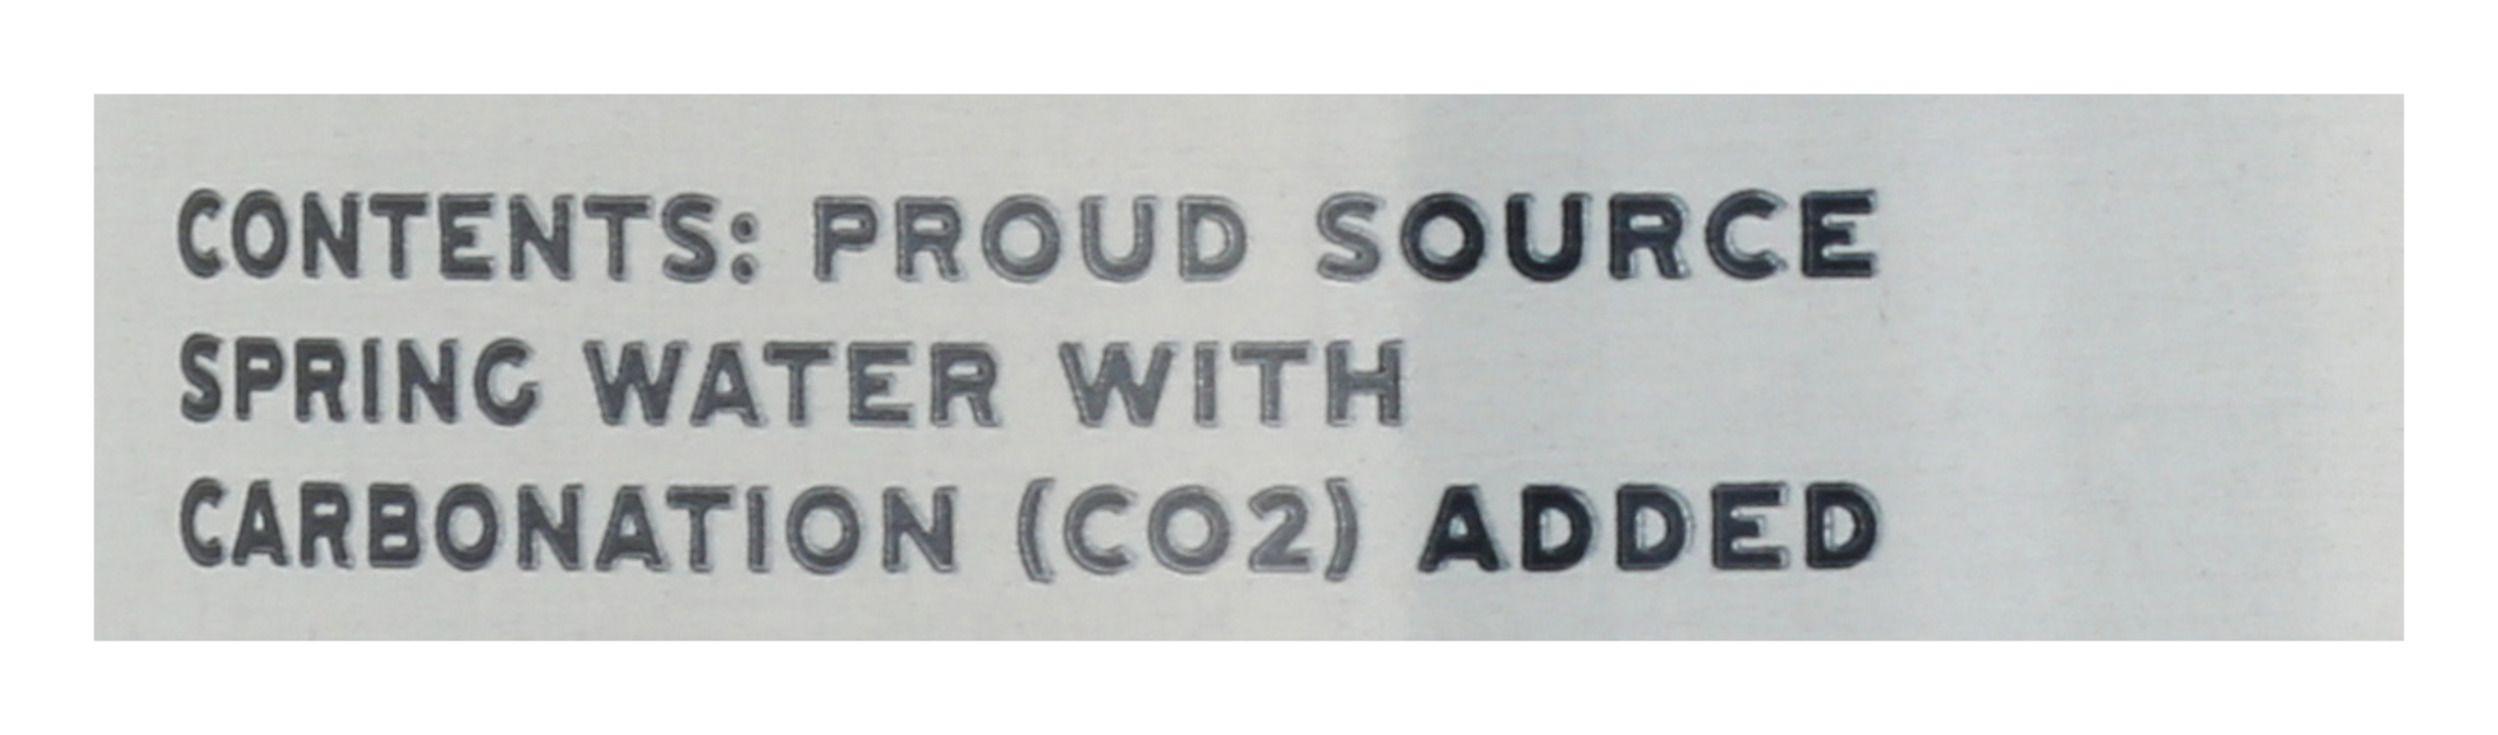 CONTENTS: PROUD SOURCE
SPRING WATER WITH
CARBONATION (CO2) ADDED